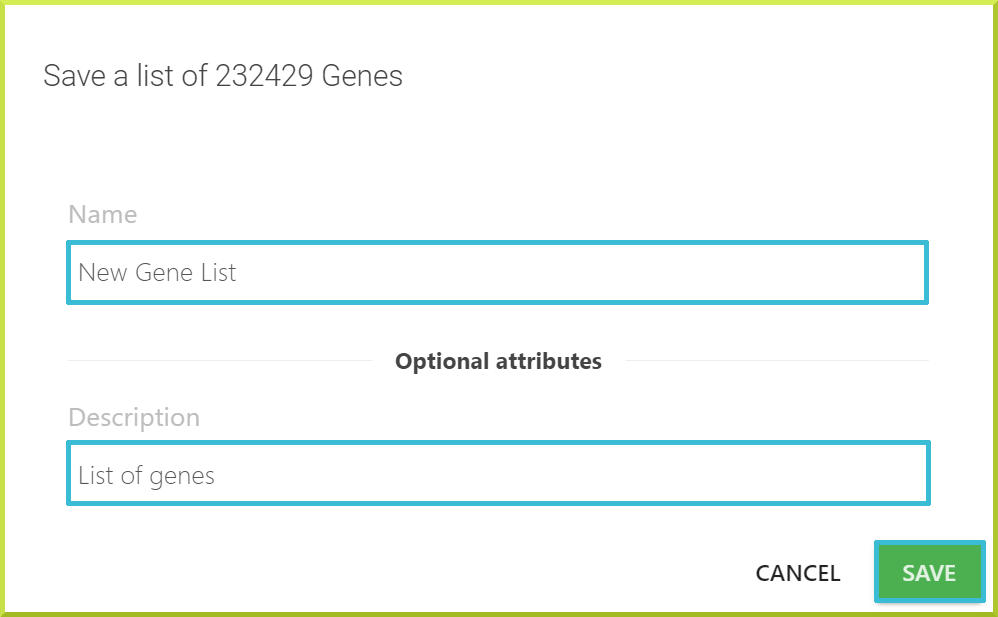 Save a list of 232429 Genes
Name
New Gene List
Optional attributes
Description
List of genes
CANCEL
SAVE